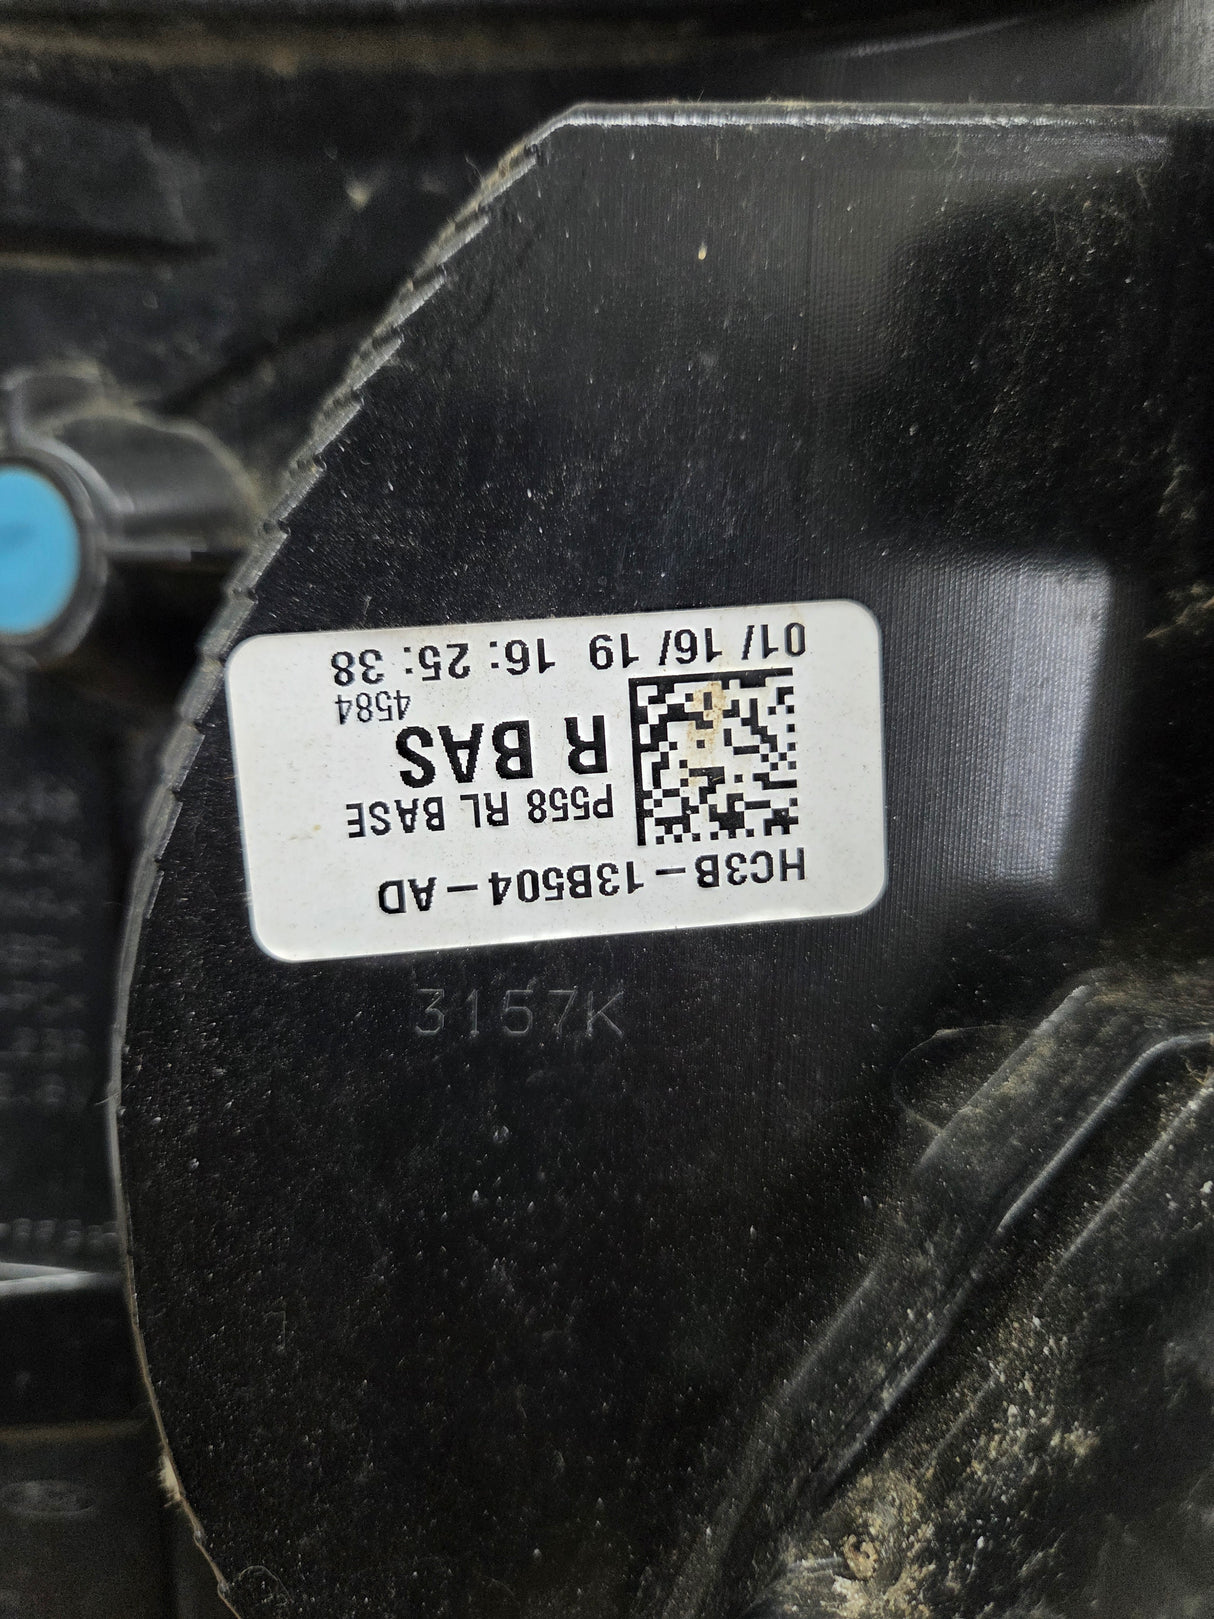 HC3B-13B504-AD
P558 RL BASE
R BAS
4584
01/16/19 16:25:38
3157K